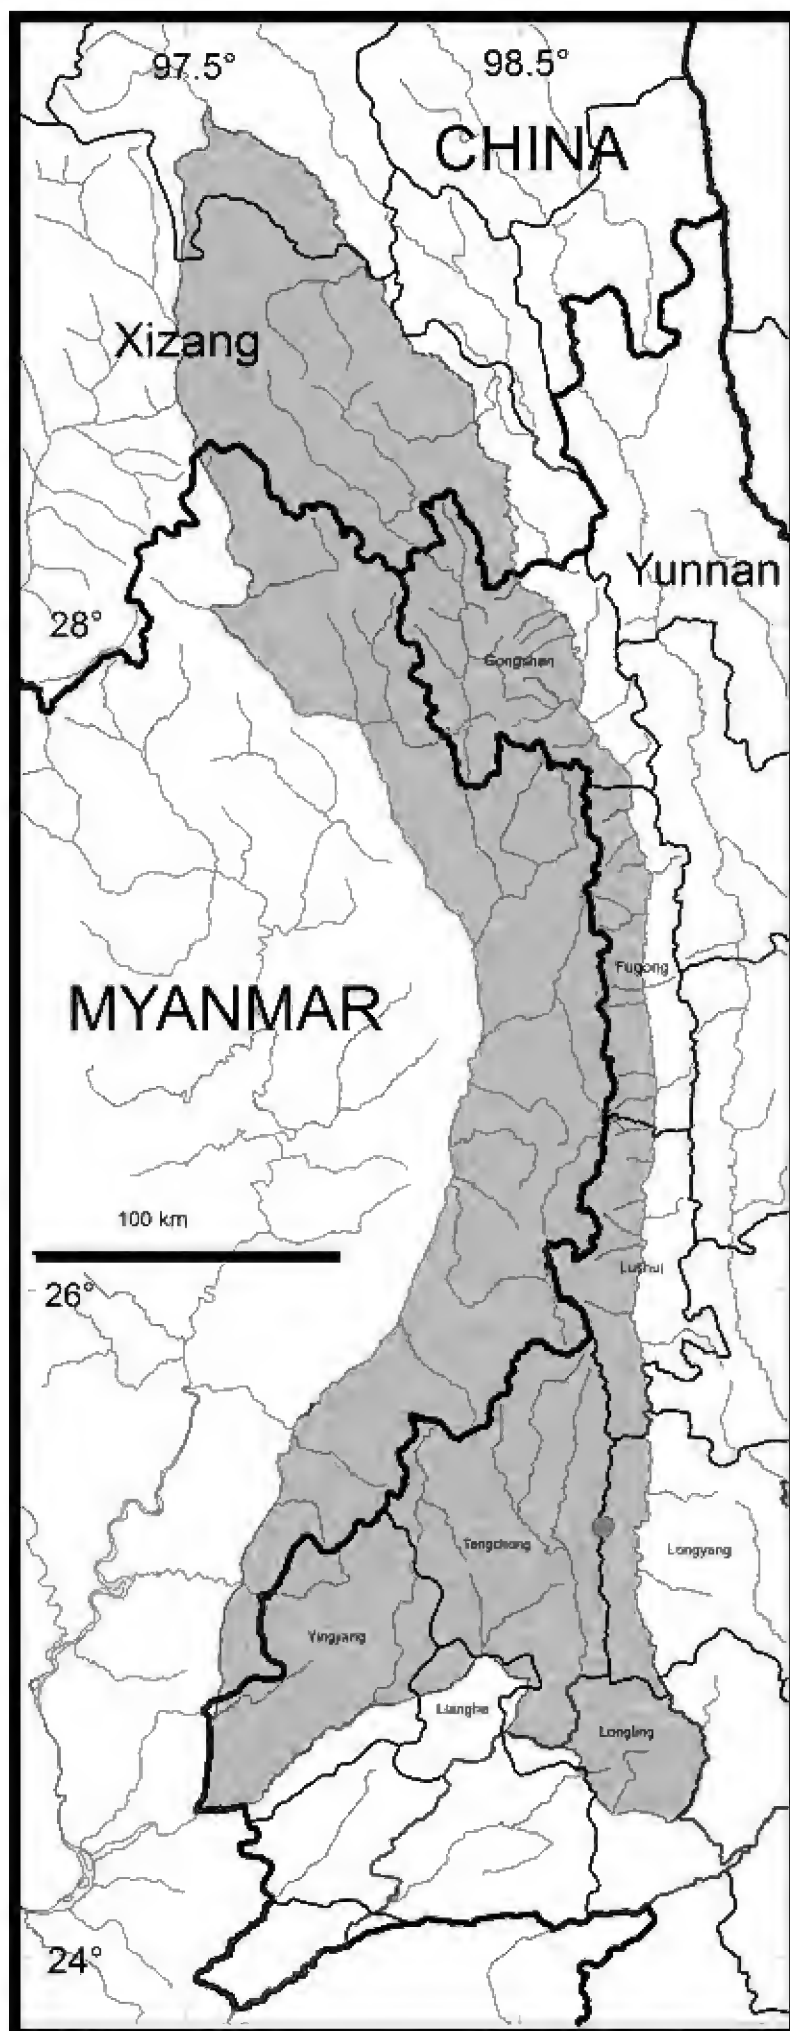 97.5° 98.5°
CHINA
Xizang
Yunnan
28°
Gongshan
Fugong
MYANMAR
100 km
Lushui
26°
Tengchong
Longyang
Yingjiang
Lianghe
Longling
24°